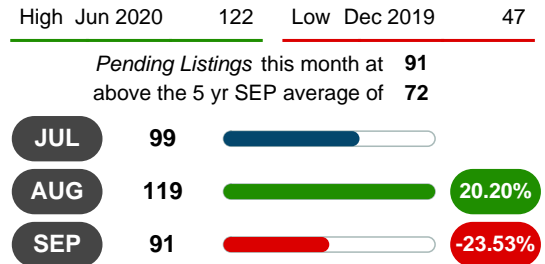 High Jun 2020 122 Low Dec 2019 47
Pending Listings this month at 91
above the 5 yr SEP average of 72
JUL 99
AUG 119 20.20%
SEP 91 -23.53%